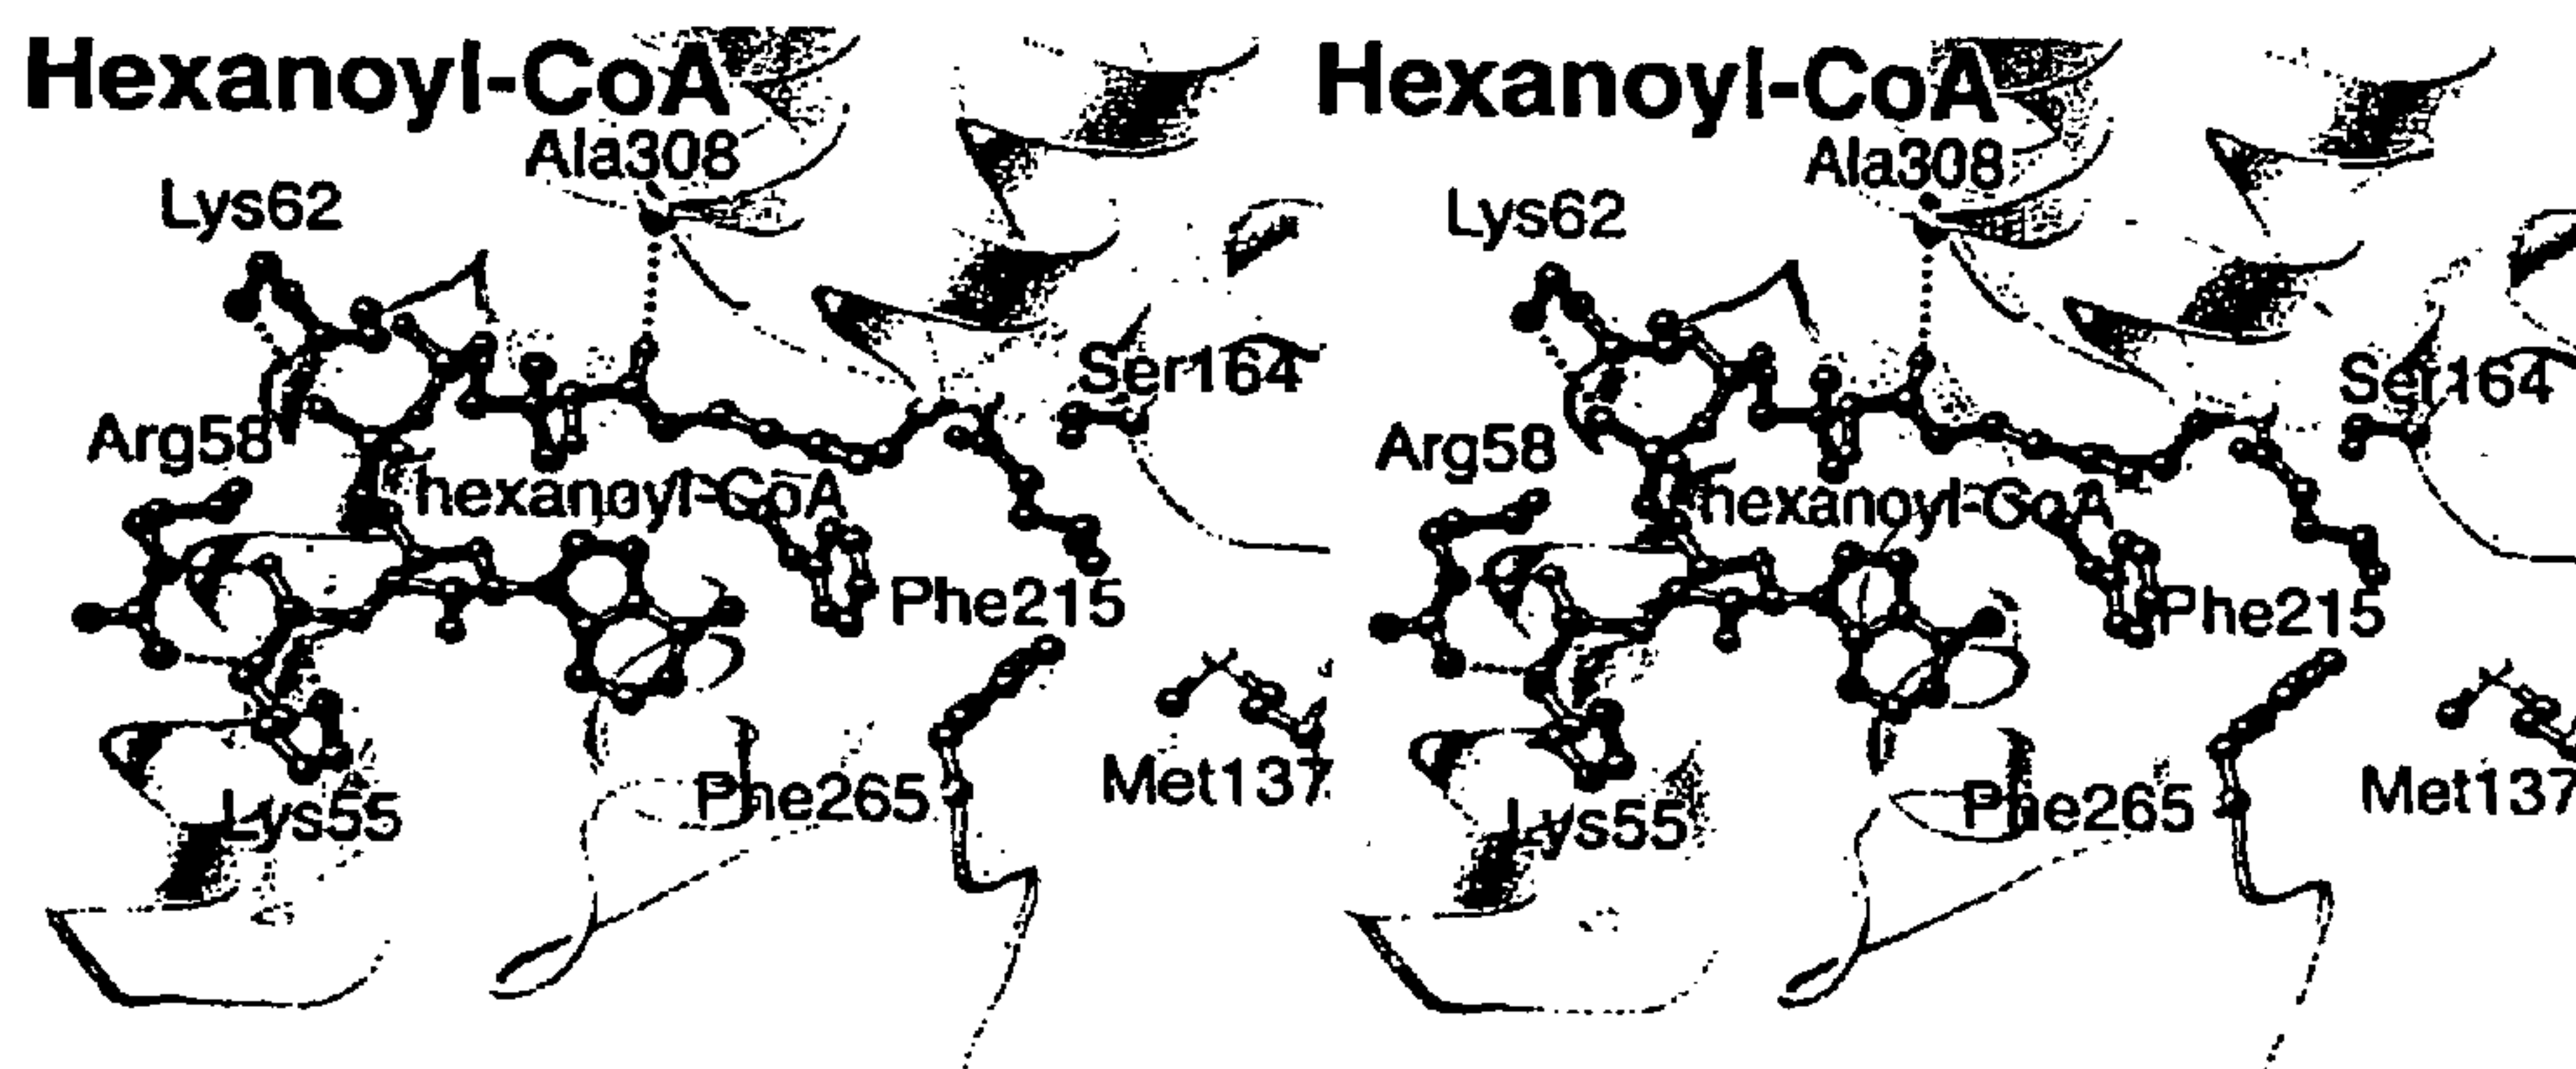 Hexanoyl-CoA
Ala308
Lys62
Ser164
Arg58
hexanoyl-CoA
Phe215
Met137
Phe265
Lys55
Hexanoyl-CoA
Ala308
Lys62
Ser164
Arg58
hexanoyl-CoA
Phe215
Met137
Phe265
Lys55